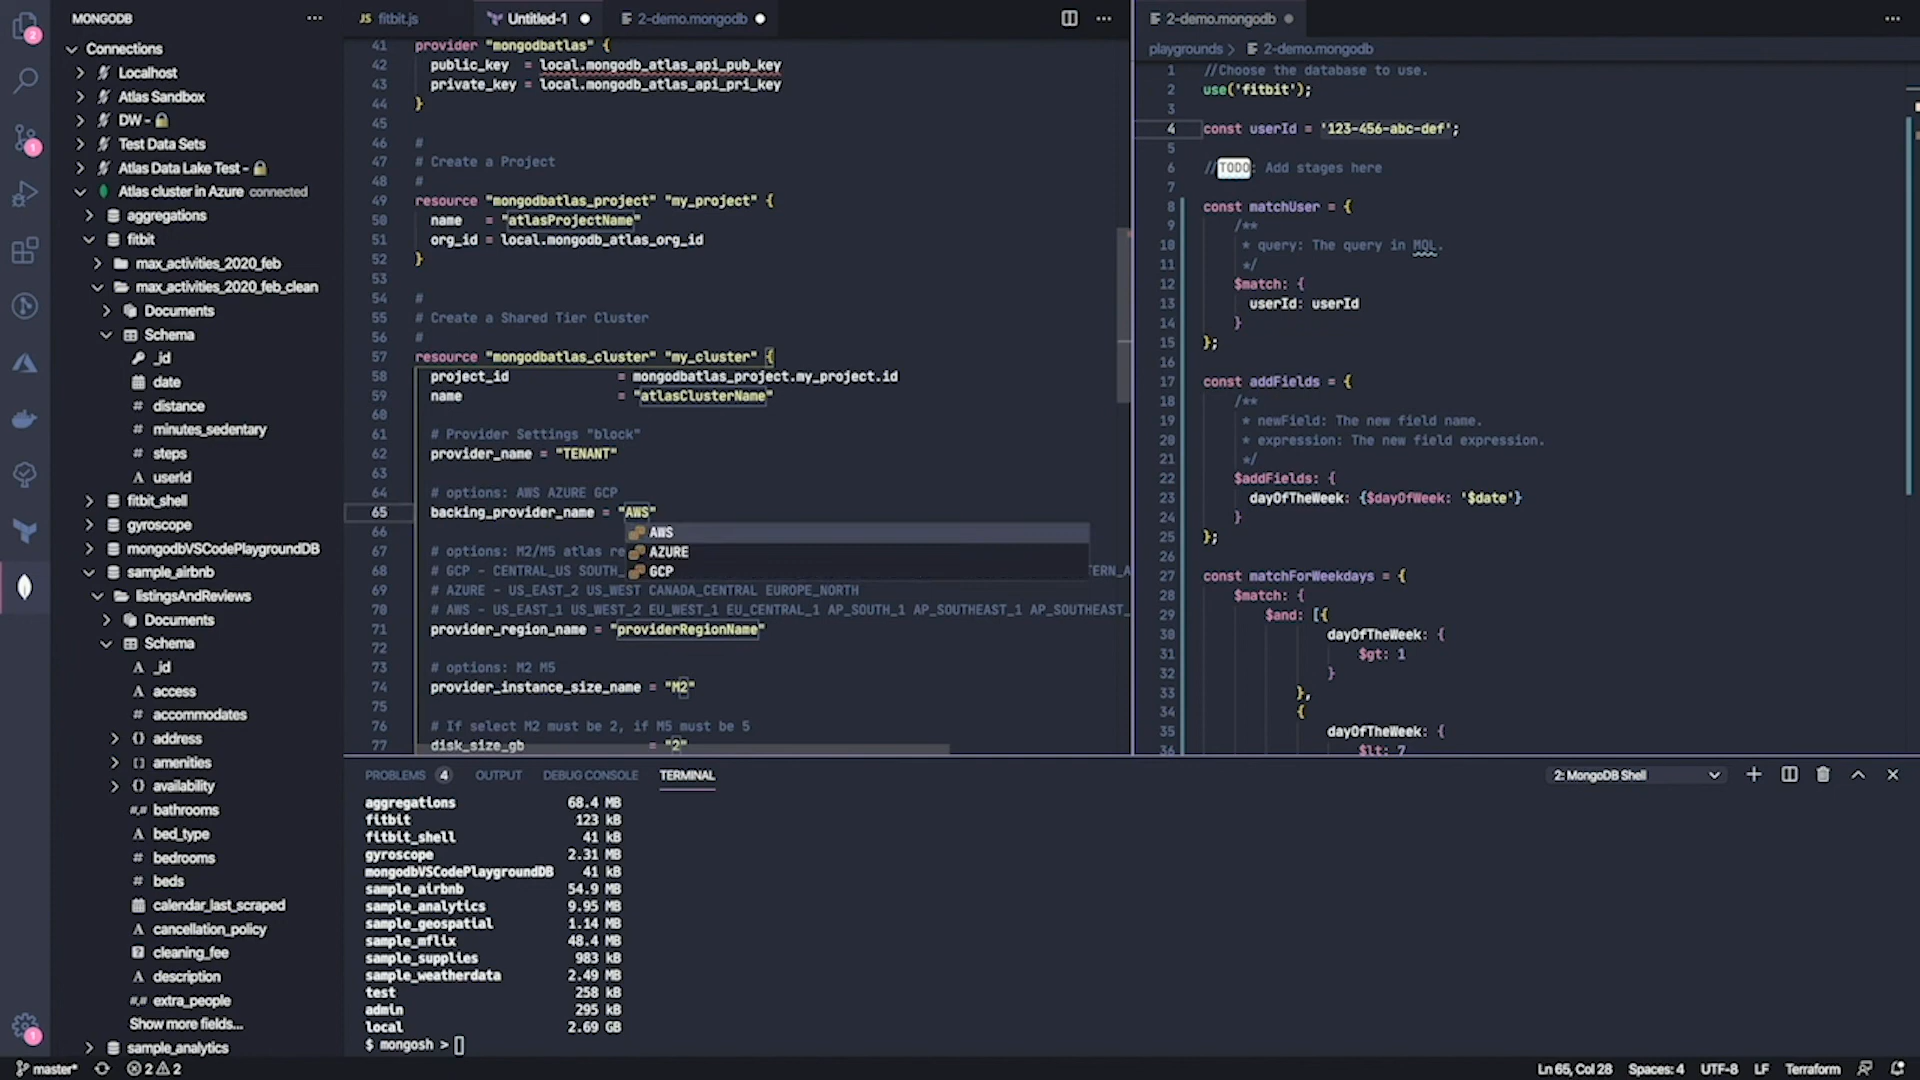 MONGODB
Connections
Localhost
Atlas Sandbox
DW -
Test Data Sets
Atlas Data Lake Test -
Atlas cluster in Azure connected
aggregations
fitbit
max_activities_2020_feb
max_activities_2020_feb_clean
Documents
Schema
_id
date
distance
minutes_sedentary
steps
userId
fitbit_shell
gyroscope
mongodbVSCodePlaygroundDB
sample_airbnb
listingsAndReviews
Documents
Schema
_id
access
accommodates
address
amenities
availability
bathrooms
bed_type
bedrooms
beds
calendar_last_scraped
cancellation_policy
cleaning_fee
description
extra_people
Show more fields...
sample_analytics
JS fitbit.js
Untitled-1
2-demo.mongodb
41 provider "mongodbatlas" {
42 public_key = local.mongodb_atlas_api_pub_key
43 private_key = local.mongodb_atlas_api_pri_key
44 }
45
46 #
47 # Create a Project
48 #
49 resource "mongodbatlas_project" "my_project" {
50 name = "atlasProjectName"
51 org_id = local.mongodb_atlas_org_id
52 }
53
54 #
55 # Create a Shared Tier Cluster
56 #
57 resource "mongodbatlas_cluster" "my_cluster" {
58 project_id = mongodbatlas_project.my_project.id
59 name = "atlasClusterName"
60
61 # Provider Settings "block"
62 provider_name = "TENANT"
63
64 # options: AWS AZURE GCP
65 backing_provider_name = "AWS"
AWS
AZURE
GCP
66
67 # options: M2/M5 atlas re
68 # GCP - CENTRAL_US SOUTH_ ERN_A
69 # AZURE - US_EAST_2 US_WEST CANADA_CENTRAL EUROPE_NORTH
70 # AWS - US_EAST_1 US_WEST_2 EU_WEST_1 EU_CENTRAL_1 AP_SOUTH_1 AP_SOUTHEAST_1 AP_SOUTHEAST_
71 provider_region_name = "providerRegionName"
72
73 # options: M2 M5
74 provider_instance_size_name = "M2"
75
76 # If select M2 must be 2, if M5 must be 5
77 disk_size_gb = "2"
2-demo.mongodb
playgrounds > 2-demo.mongodb
1 //Choose the database to use.
2 use('fitbit');
3
4 const userId = '123-456-abc-def';
5
6 //TODO: Add stages here
7
8 const matchUser = {
9 /**
10 * query: The query in MQL.
11 */
12 $match: {
13 userId: userId
14 }
15 };
16
17 const addFields = {
18 /**
19 * newField: The new field name.
20 * expression: The new field expression.
21 */
22 $addFields: {
23 dayOfTheWeek: {$dayOfWeek: '$date'}
24 }
25 };
26
27 const matchForWeekdays = {
28 $match: {
29 $and: [{
30 dayOfTheWeek: {
31 $gt: 1
32 }
33 },
34 {
35 dayOfTheWeek: {
36 $lt: 7
PROBLEMS 4 OUTPUT DEBUG CONSOLE TERMINAL
2: MongoDB Shell
aggregations 68.4 MB
fitbit 123 kB
fitbit_shell 41 kB
gyroscope 2.31 MB
mongodbVSCodePlaygroundDB 41 kB
sample_airbnb 54.9 MB
sample_analytics 9.95 MB
sample_geospatial 1.14 MB
sample_mflix 48.4 MB
sample_supplies 983 kB
sample_weatherdata 2.49 MB
test 258 kB
admin 295 kB
local 2.69 GB
$ mongosh >
master* 2 2
Ln 65, Col 28 Spaces: 4 UTF-8 LF Terraform